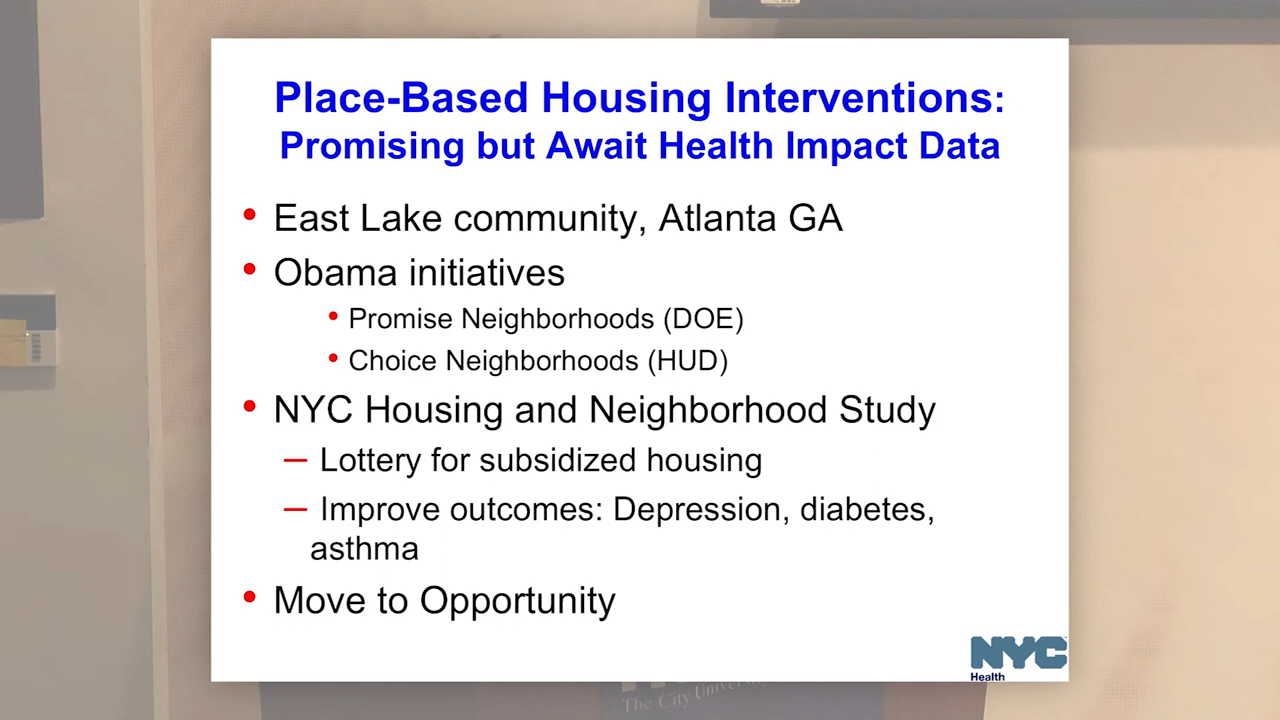 Place-Based Housing Interventions:
Promising but Await Health Impact Data
• East Lake community, Atlanta GA
• Obama initiatives
• Promise Neighborhoods (DOE)
• Choice Neighborhoods (HUD)
• NYC Housing and Neighborhood Study
– Lottery for subsidized housing
– Improve outcomes: Depression, diabetes,
asthma
• Move to Opportunity
NYC
Health
The City